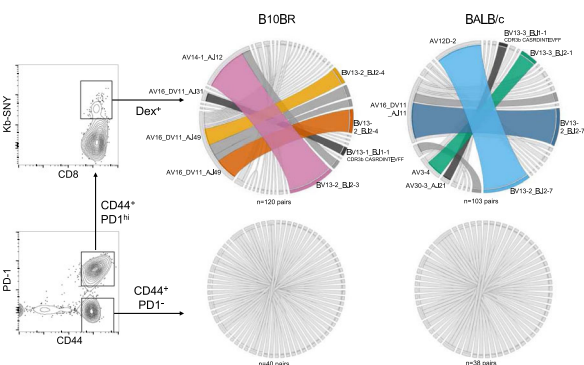 B10BR
BALB/c
AV14-1_AJ12
BV13-2_BJ2-4
AV16_DV11_AJ31
BV13-
2_BJ2-4
AV16_DV11_AJ49
BV13-1_BJ1-1
CDR3b CASRDINTEVFF
AV16_DV11_AJ49
BV13-2_BJ2-3
n=120 pairs
AV12D-2
BV13-3_BJ1-1
CDR3b CASRDINTEVFF
BV13-3_BJ2-1
AV16_DV11
_AJ11
BV13-
2_BJ2-7
AV3-4
AV30-3_AJ21
BV13-2_BJ2-7
n=103 pairs
Kb-SNY
CD8
Dex⁺
CD44⁺
PD1ʰⁱ
PD-1
CD44
CD44⁺
PD1⁻
n=40 pairs
n=38 pairs